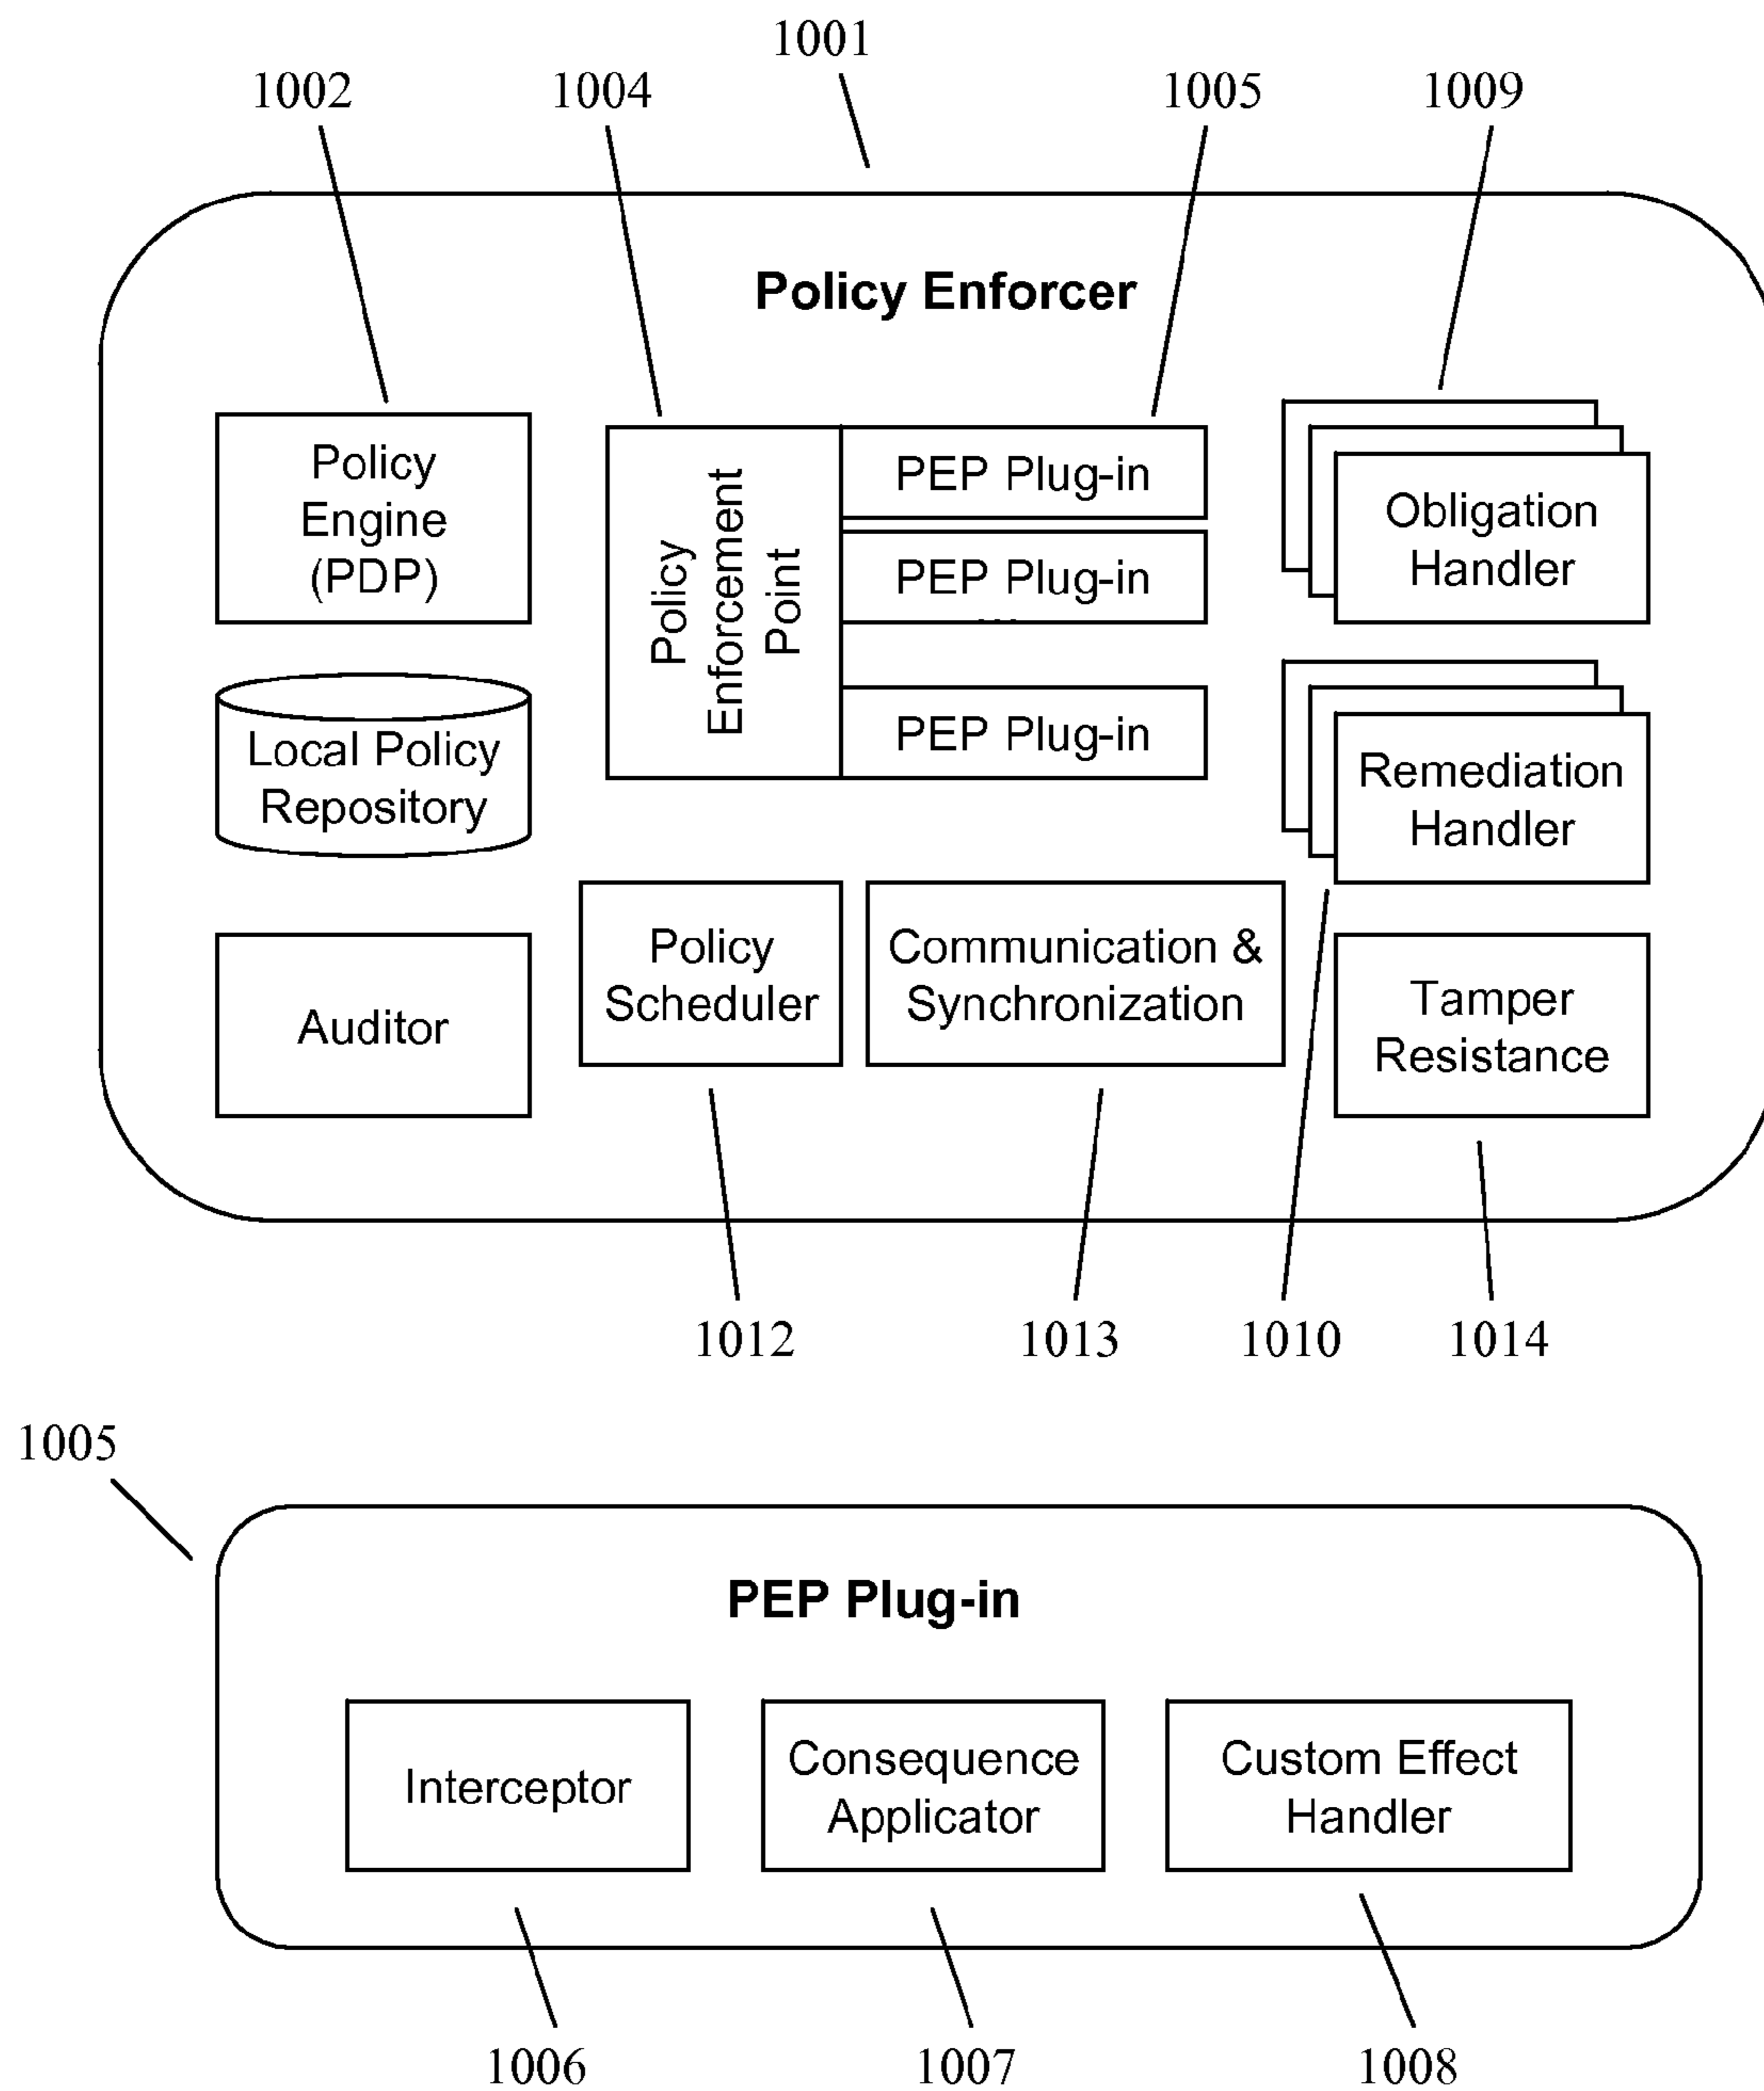 1001
1002
1004
1005
1009
Policy Enforcer
Policy
Engine
(PDP)
Policy
Enforcement
Point
PEP Plug-in
PEP Plug-in
...
PEP Plug-in
Obligation
Handler
Local Policy
Repository
Remediation
Handler
Auditor
Policy
Scheduler
Communication &
Synchronization
Tamper
Resistance
1012
1013
1010
1014
1005
PEP Plug-in
Interceptor
Consequence
Applicator
Custom Effect
Handler
1006
1007
1008